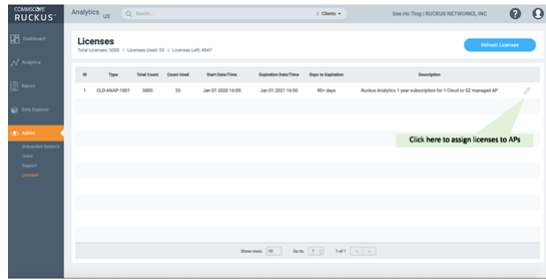 COMMSCOPE
RUCKUS
Analytics US
Search...
| Clients
See Ho Ting | RUCKUS NETWORKS, INC
Dashboard
Analytics
Report
Data Explorer
Admin
Onboarded Systems
Users
Support
Licenses
Licenses
Total Licenses: 5000 | Licenses Used: 53 | Licenses Left: 4947
Refresh Licenses
ID Type Total Count Count Used Start Date/Time Expiration Date/Time Days to Expiration Description
1 CLD-ANAP-1001 5000 53 Jan 01 2020 16:00 Jan 01 2021 16:00 90+ days Ruckus Analytics 1 year subscription for 1 Cloud or SZ managed AP
Click here to assign licenses to APs
Show rows: 10 Go to: 1 1 of 1